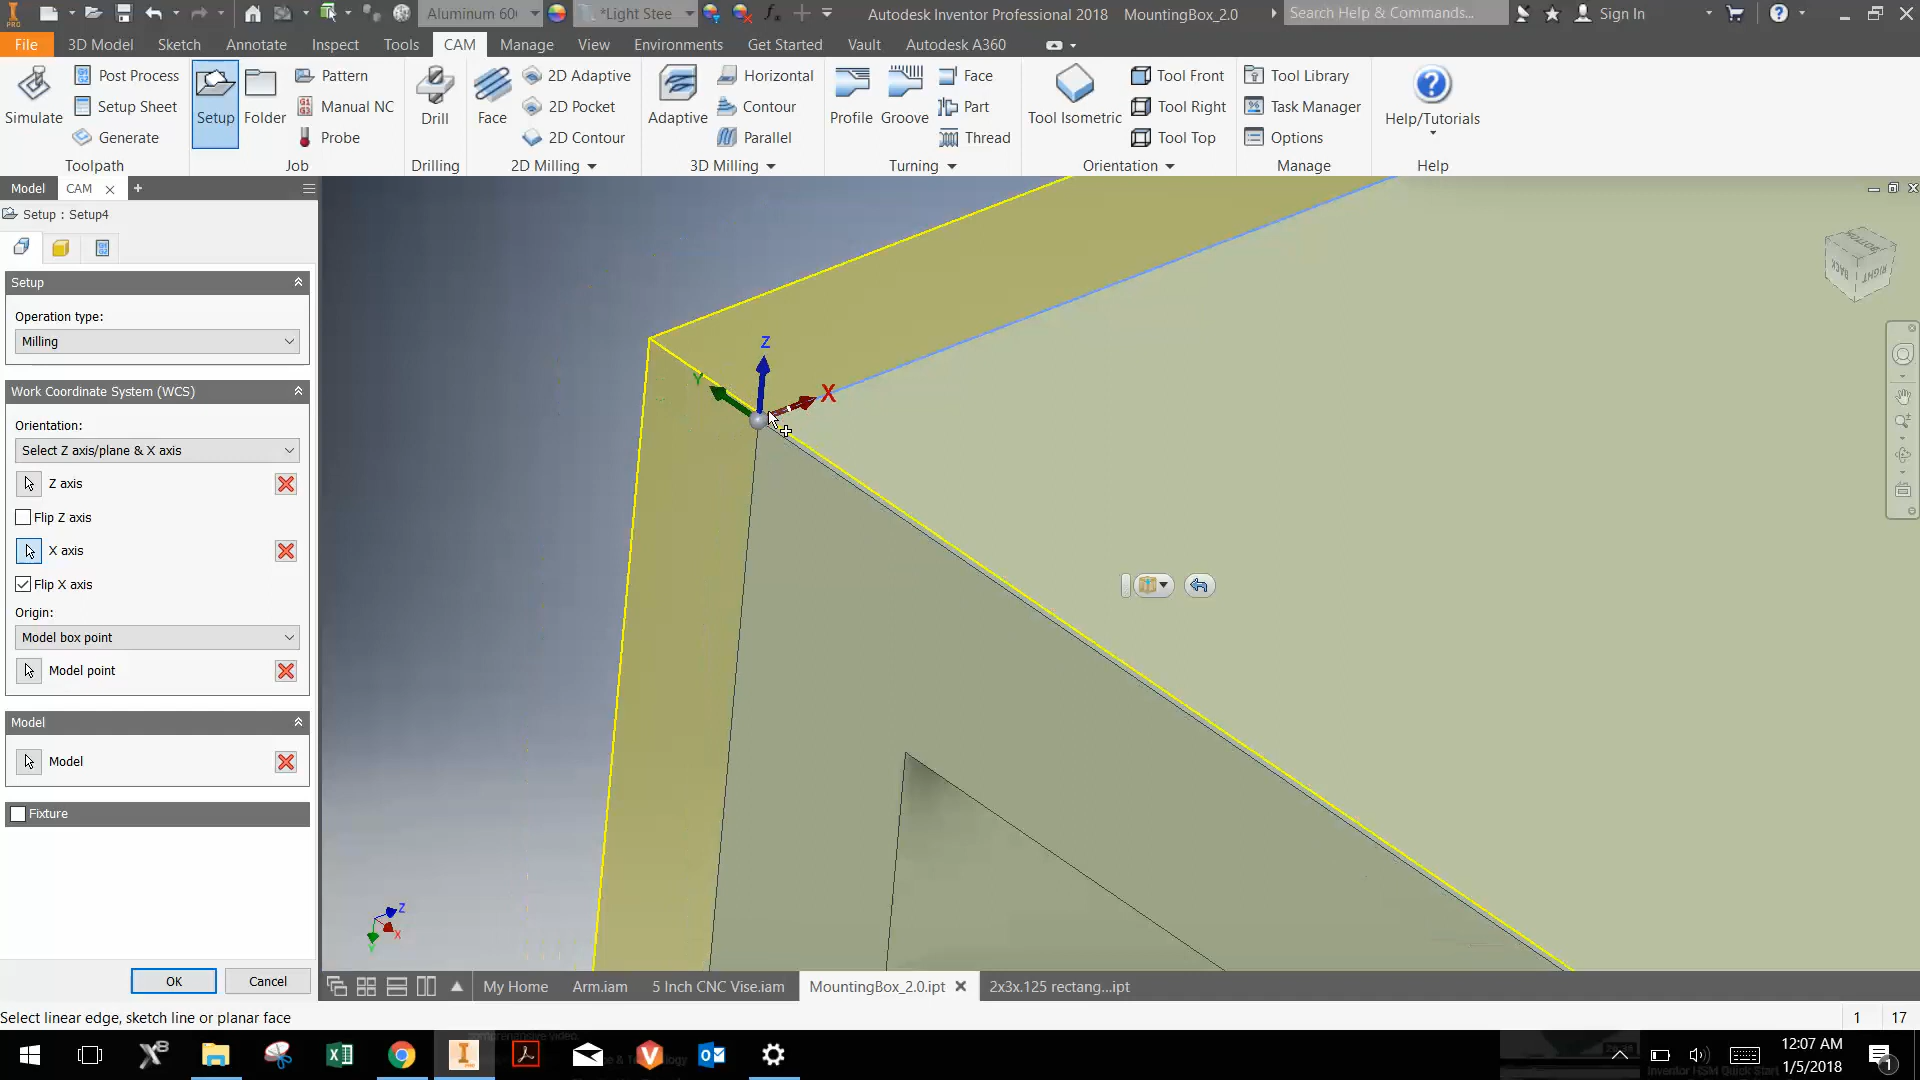 Aluminum 60 *Light Stee Autodesk Inventor Professional 2018 MountingBox_2.0 Search Help & Commands... Sign In
PRO
File 3D Model Sketch Annotate Inspect Tools CAM Manage View Environments Get Started Vault Autodesk A360
Simulate
Post Process
Setup Sheet
Generate
Toolpath
Setup
Folder
Pattern
Manual NC
Probe
Job
Drill
Drilling
Face
2D Adaptive
2D Pocket
2D Contour
2D Milling
Adaptive
Horizontal
Contour
Parallel
3D Milling
Profile
Groove
Face
Part
Thread
Turning
Tool Isometric
Tool Front
Tool Right
Tool Top
Orientation
Tool Library
Task Manager
Options
Manage
Help/Tutorials
Help
Model CAM
Setup : Setup4
Setup
Operation type:
Milling
Work Coordinate System (WCS)
Orientation:
Select Z axis/plane & X axis
Z axis
Flip Z axis
X axis
Flip X axis
Origin:
Model box point
Model point
Model
Model
Fixture
OK Cancel
Z
Y
X
BOTTOM
BACK
RIGHT
Z
X
Y
My Home Arm.iam 5 Inch CNC Vise.iam MountingBox_2.0.ipt 2x3x.125 rectang...ipt
Select linear edge, sketch line or planar face
1 17
12:07 AM
1/5/2018
1